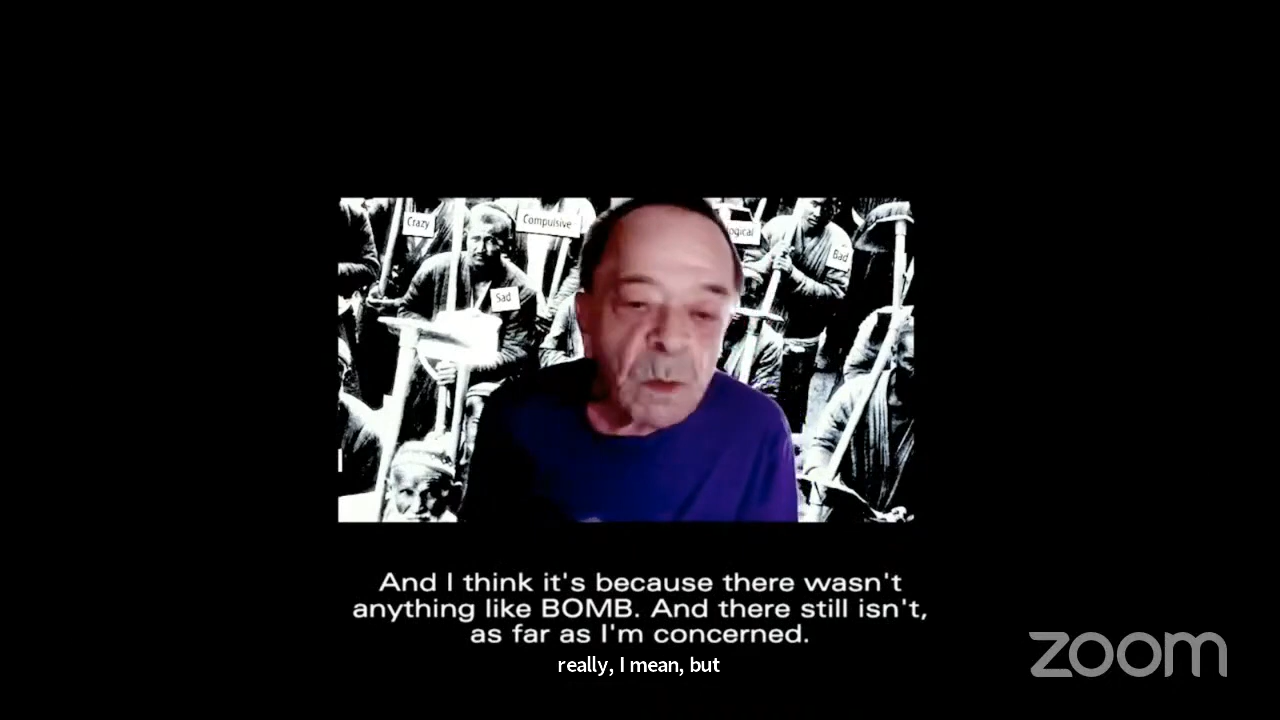 Crazy
Compulsive
ogical
Bad
Sad
And I think it's because there wasn't
anything like BOMB. And there still isn't,
as far as I'm concerned.
really, I mean, but
zoom